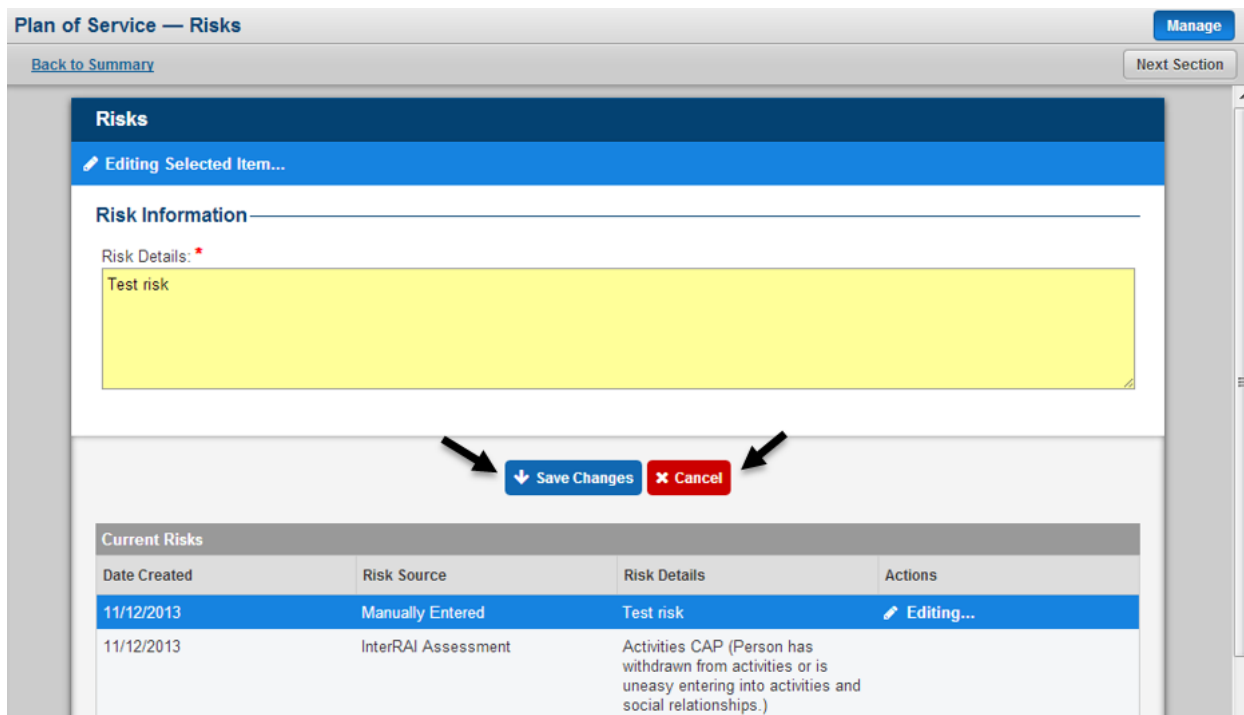 Plan of Service — Risks
Manage
Back to Summary
Next Section
Risks
Editing Selected Item...
Risk Information
Risk Details: *
Test risk
Save Changes
Cancel
Current Risks
Date Created Risk Source Risk Details Actions
11/12/2013 Manually Entered Test risk Editing...
11/12/2013 InterRAI Assessment Activities CAP (Person has
withdrawn from activities or is
uneasy entering into activities and
social relationships.)